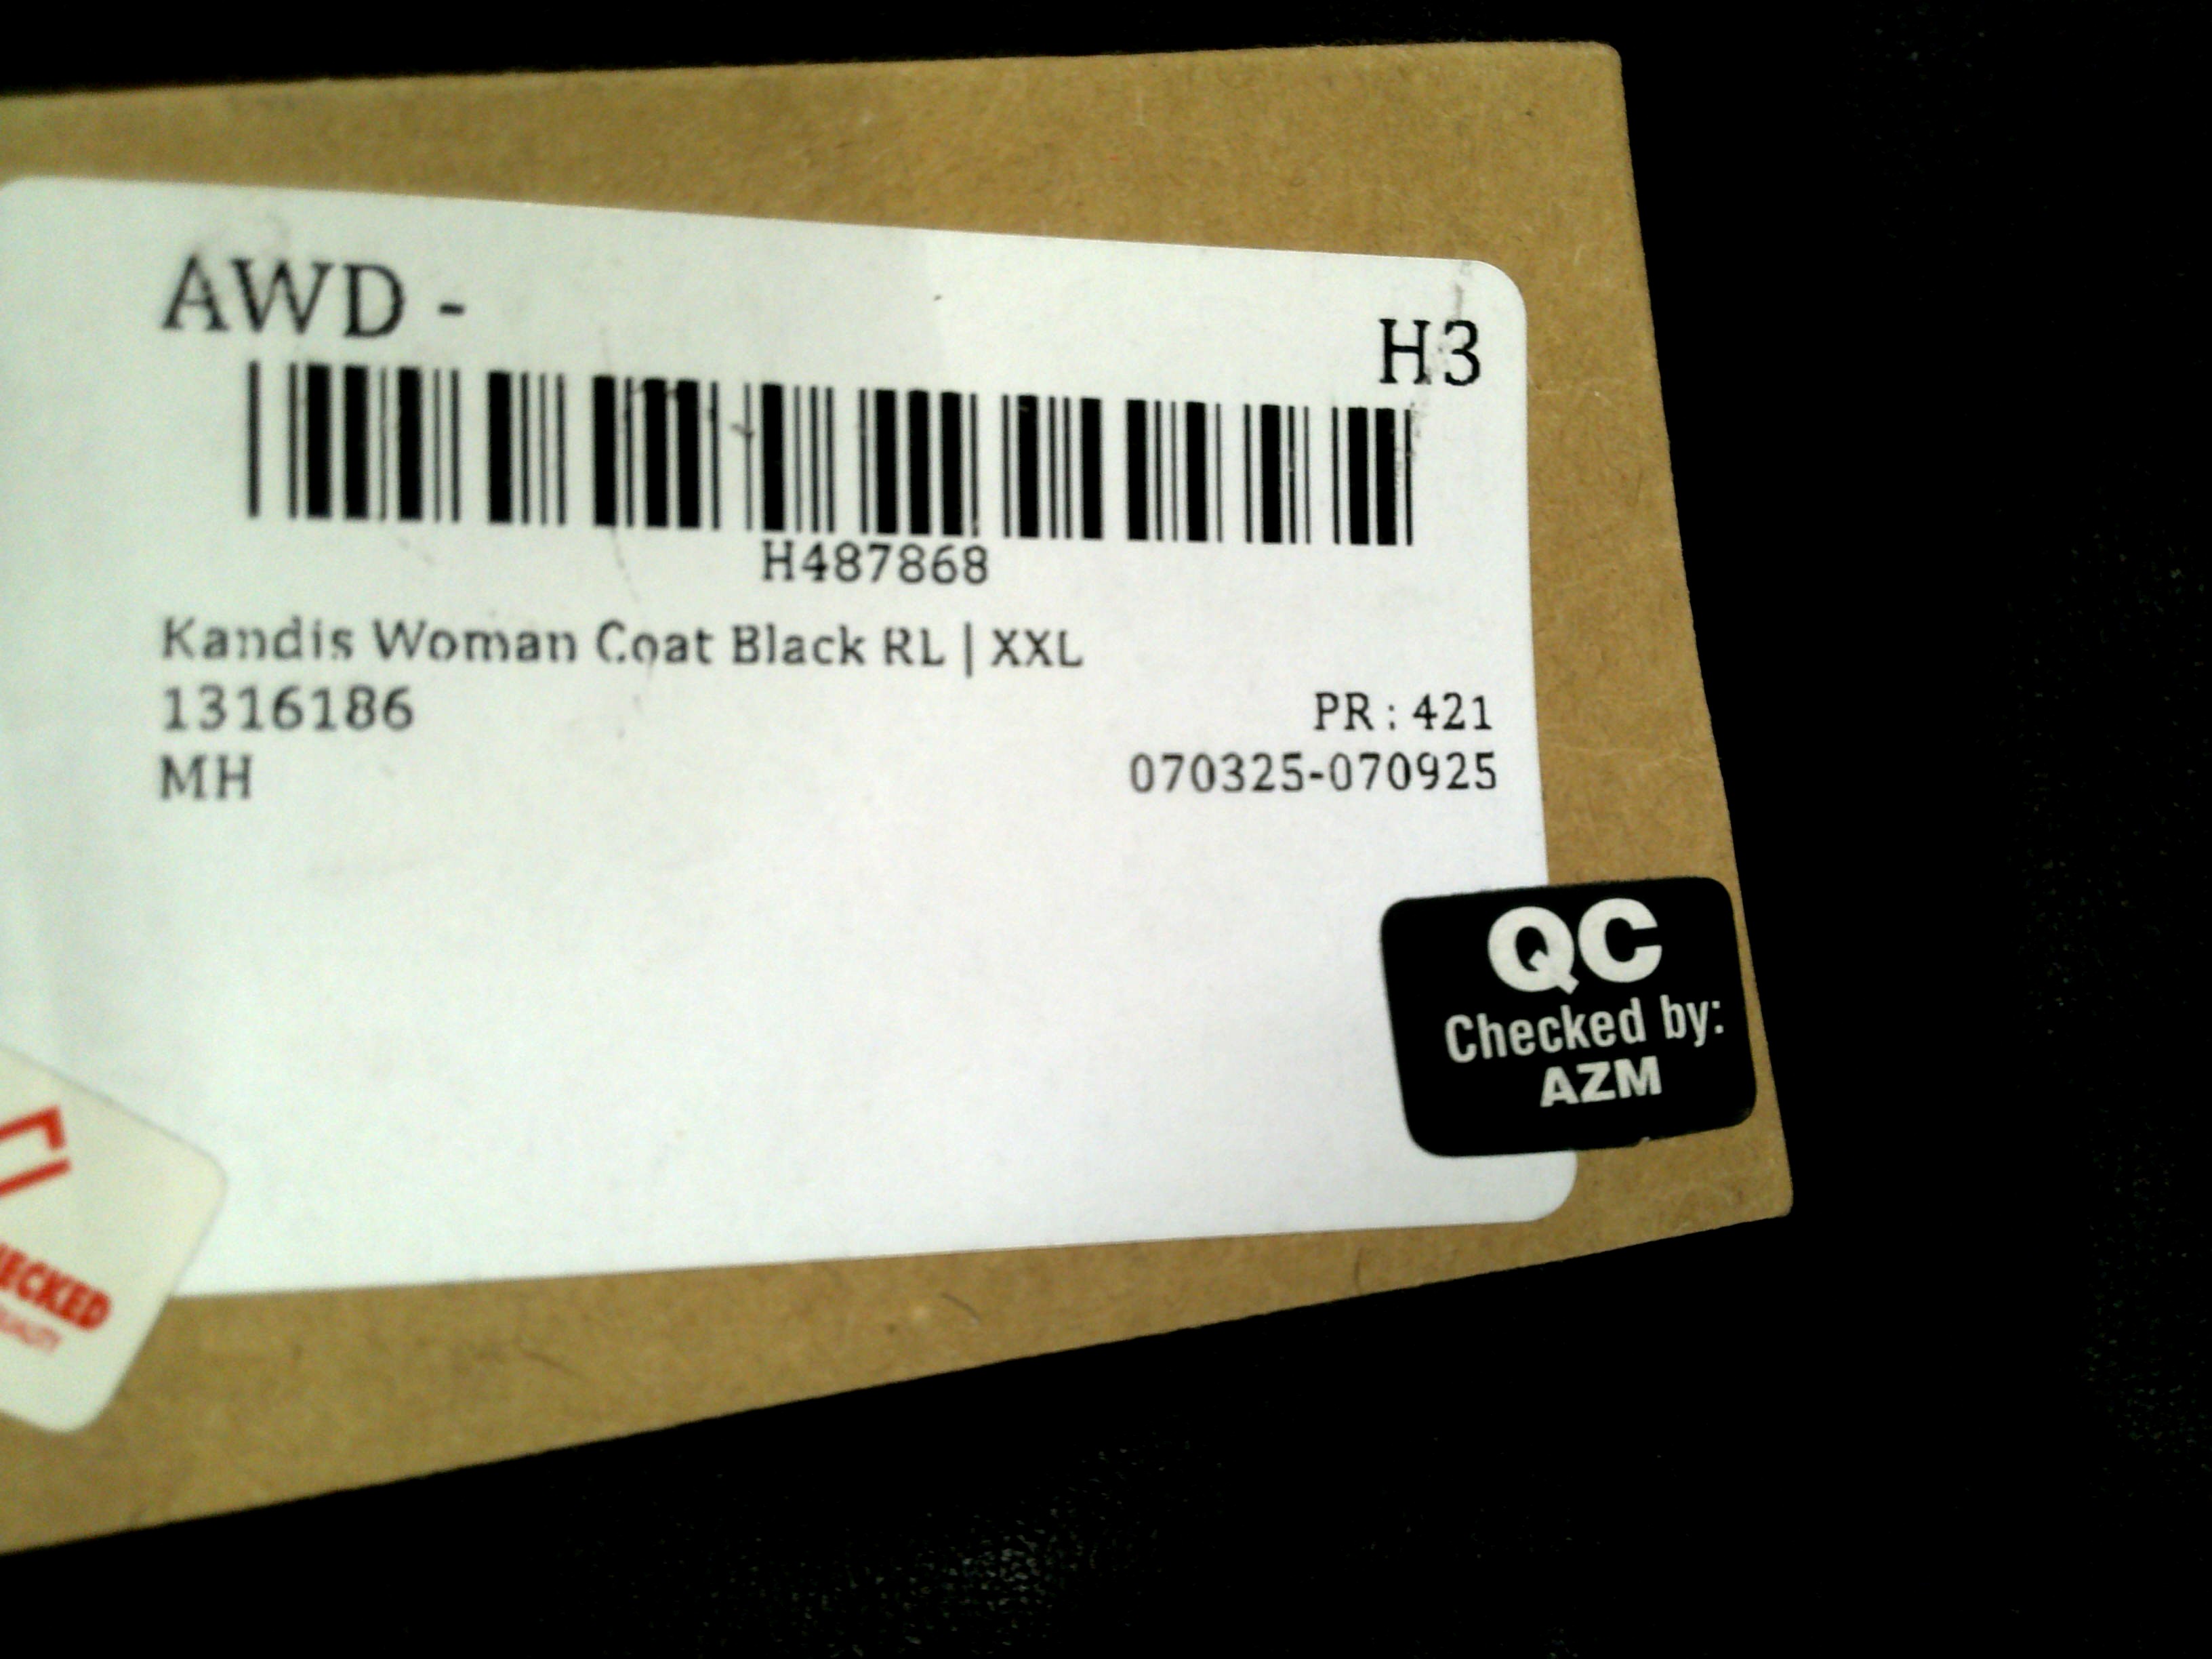 AWD -
H3
H487868
Kandis Woman Coat Black RL | XXL
1316186
PR : 421
MH
070325-070925
QC
Checked by:
AZM